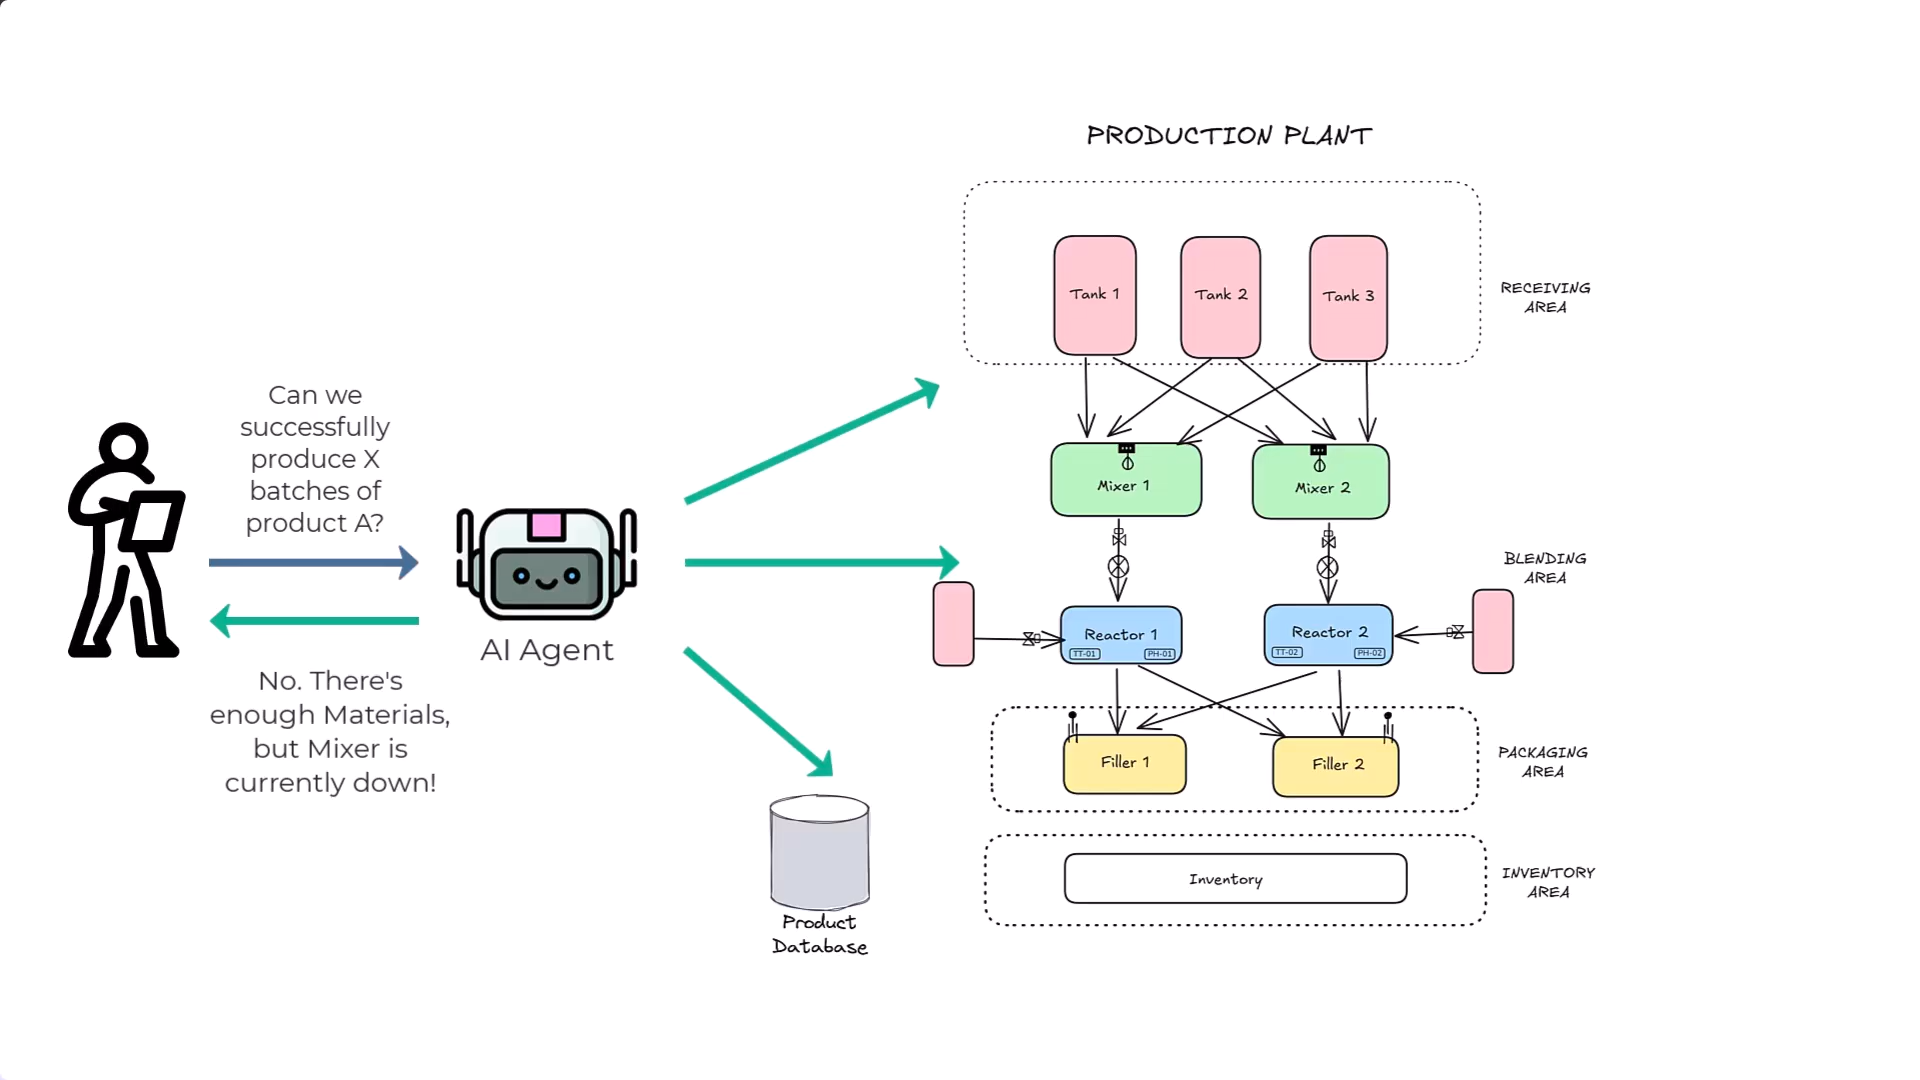 PRODUCTION PLANT
Tank 1
Tank 2
Tank 3
RECEIVING
AREA
Can we
successfully
produce X
batches of
product A?
Mixer 1
Mixer 2
BLENDING
AREA
AI Agent
Reactor 1
TT-01
PH-01
Reactor 2
TT-02
PH-02
No. There's
enough Materials,
but Mixer is
currently down!
Filler 1
Filler 2
PACKAGING
AREA
Inventory
INVENTORY
AREA
Product
Database